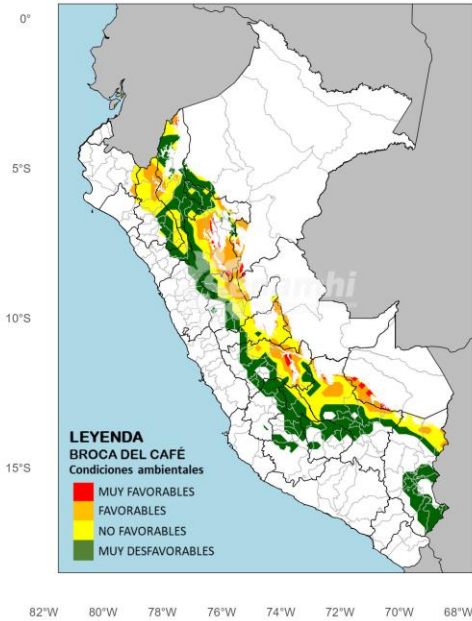 0°
5°S
10°S
15°S
senamhi
LEYENDA
BROCA DEL CAFÉ
Condiciones ambientales
MUY FAVORABLES
FAVORABLES
NO FAVORABLES
MUY DESFAVORABLES
82°W 80°W 78°W 76°W 74°W 72°W 70°W 68°W